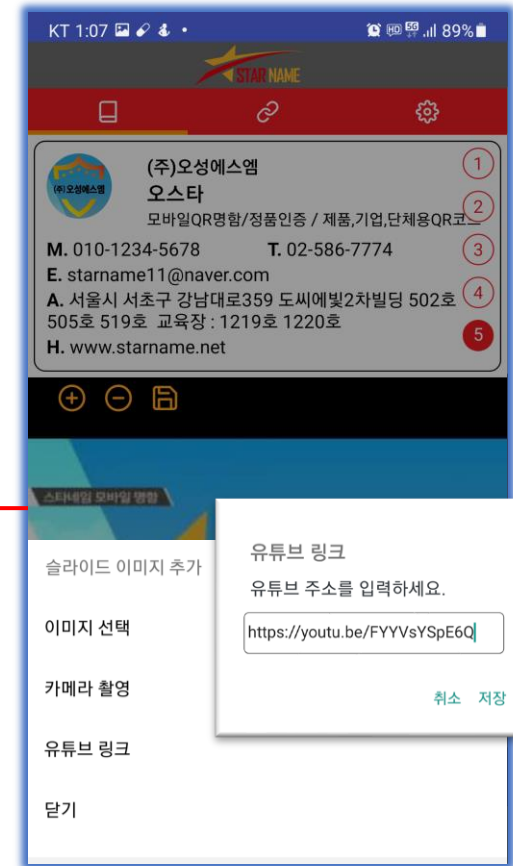 KT 1:07
HD 5G 89%
STAR NAME
(주)오성에스엠
(주)오성에스엠
오스타
모바일QR명함/정품인증 / 제품,기업,단체용QR코드
M. 010-1234-5678 T. 02-586-7774
E. starname11@naver.com
A. 서울시 서초구 강남대로359 도씨에빛2차빌딩 502호
505호 519호 교육장 : 1219호 1220호
H. www.starname.net
1
2
3
4
5
스타네임 모바일 명함
슬라이드 이미지 추가
이미지 선택
카메라 촬영
유튜브 링크
닫기
유튜브 링크
유튜브 주소를 입력하세요.
https://youtu.be/FYYVsYSpE6Q
취소 저장